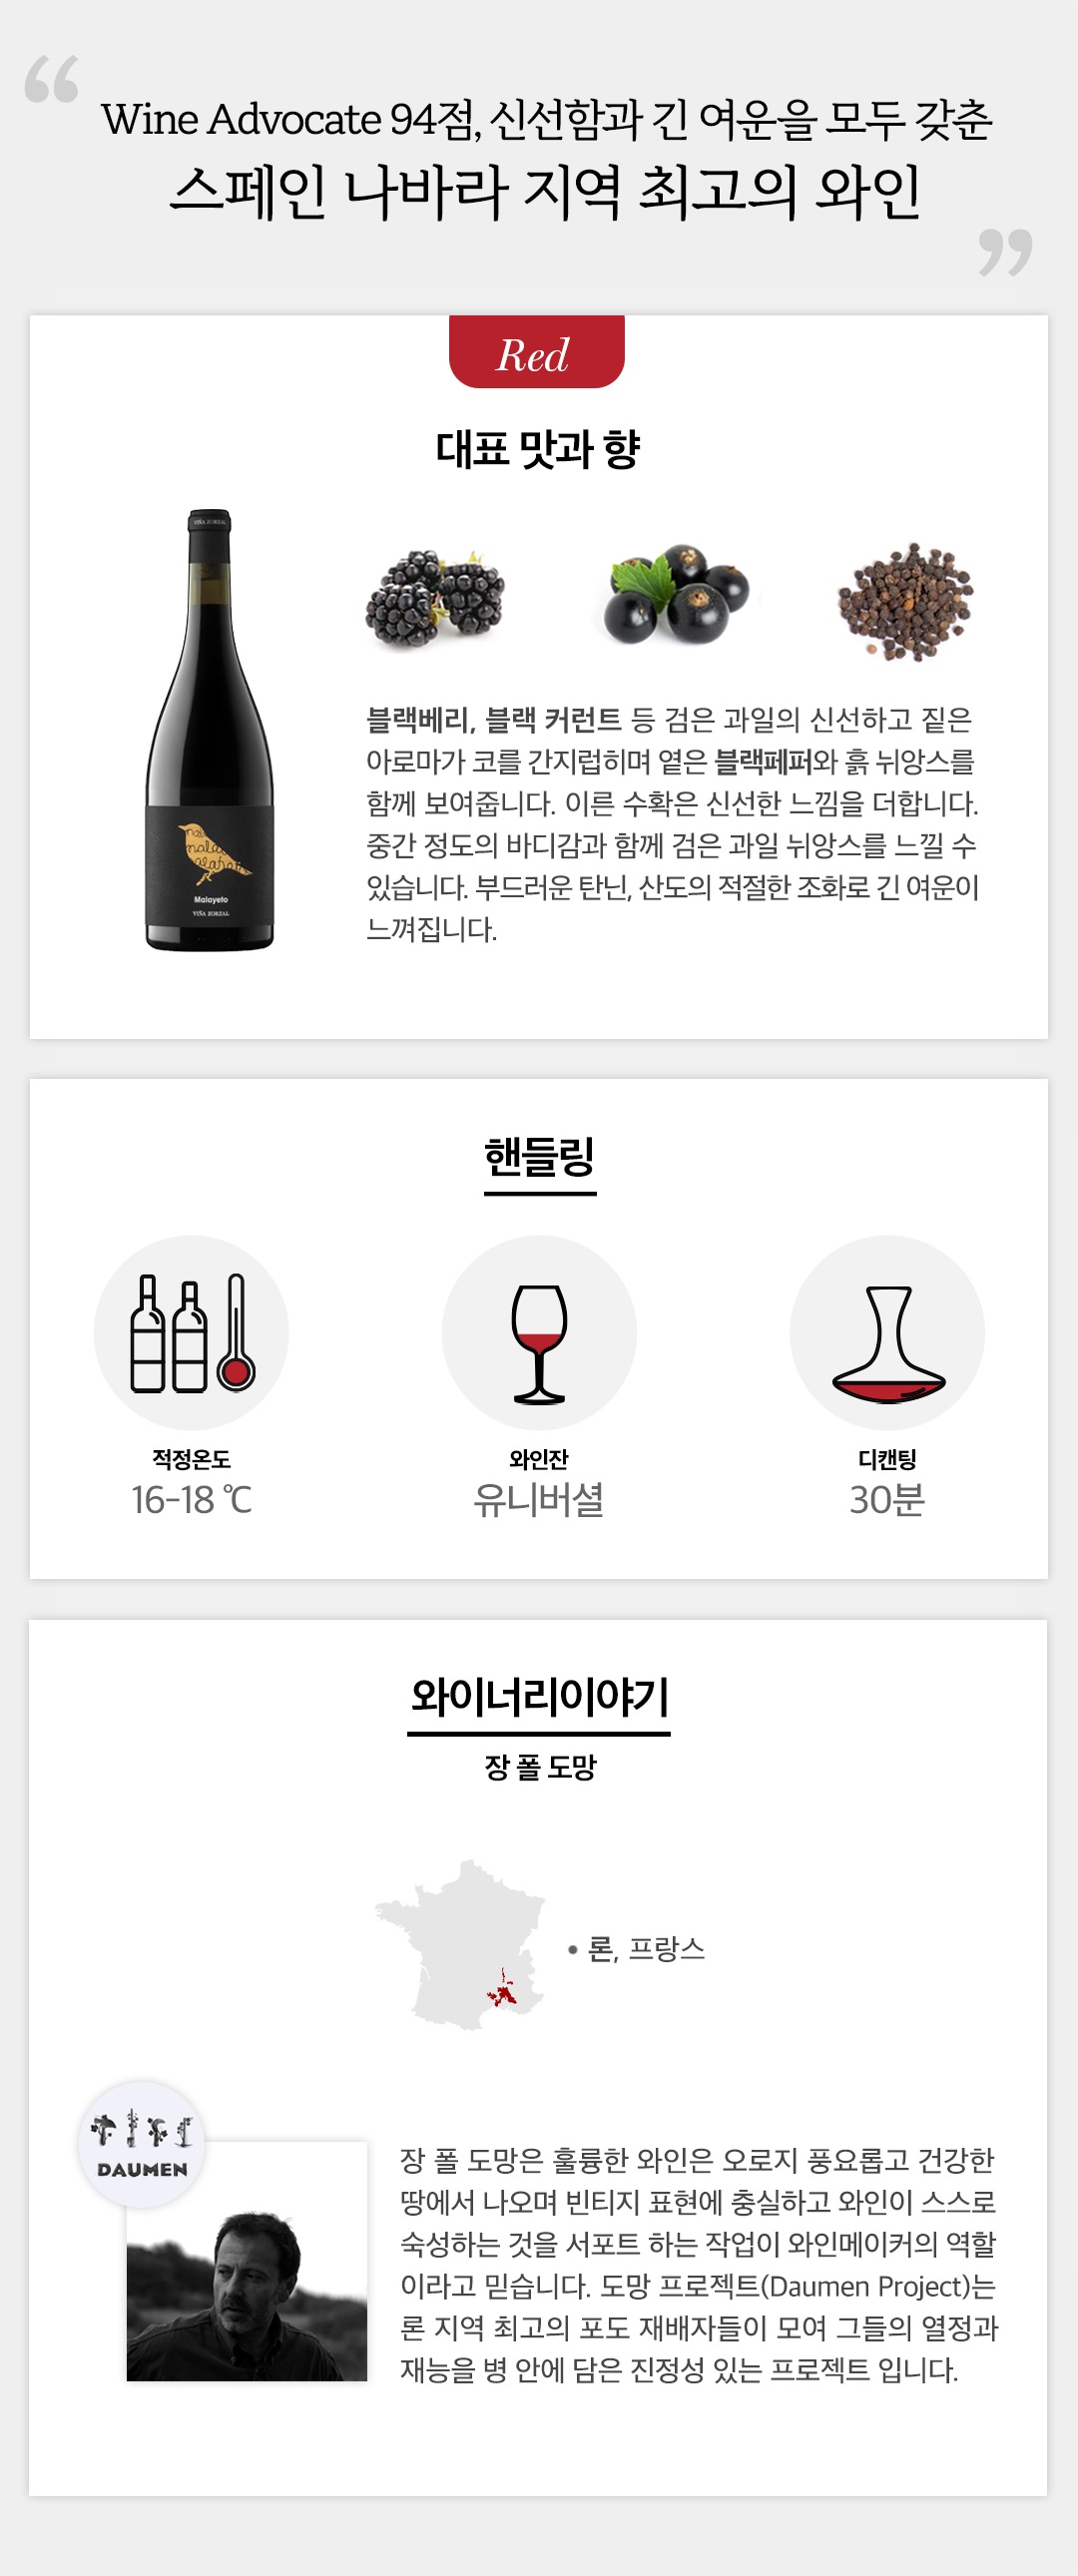 “
Wine Advocate 94점, 신선함과 긴 여운을 모두 갖춘
스페인 나바라 지역 최고의 와인
”
Red
대표 맛과 향
VIÑA ZORZAL
Malayeto
VIÑA ZORZAL
블랙베리, 블랙 커런트 등 검은 과일의 신선하고 짙은
아로마가 코를 간지럽히며 옅은 블랙페퍼와 흙 뉘앙스를
함께 보여줍니다. 이른 수확은 신선한 느낌을 더합니다.
중간 정도의 바디감과 함께 검은 과일 뉘앙스를 느낄 수
있습니다. 부드러운 탄닌, 산도의 적절한 조화로 긴 여운이
느껴집니다.
핸들링
적정온도
16-18 ℃
와인잔
유니버셜
디캔팅
30분
와이너리이야기
장 폴 도망
• 론, 프랑스
DAUMEN
장 폴 도망은 훌륭한 와인은 오로지 풍요롭고 건강한
땅에서 나오며 빈티지 표현에 충실하고 와인이 스스로
숙성하는 것을 서포트 하는 작업이 와인메이커의 역할
이라고 믿습니다. 도망 프로젝트(Daumen Project)는
론 지역 최고의 포도 재배자들이 모여 그들의 열정과
재능을 병 안에 담은 진정성 있는 프로젝트 입니다.